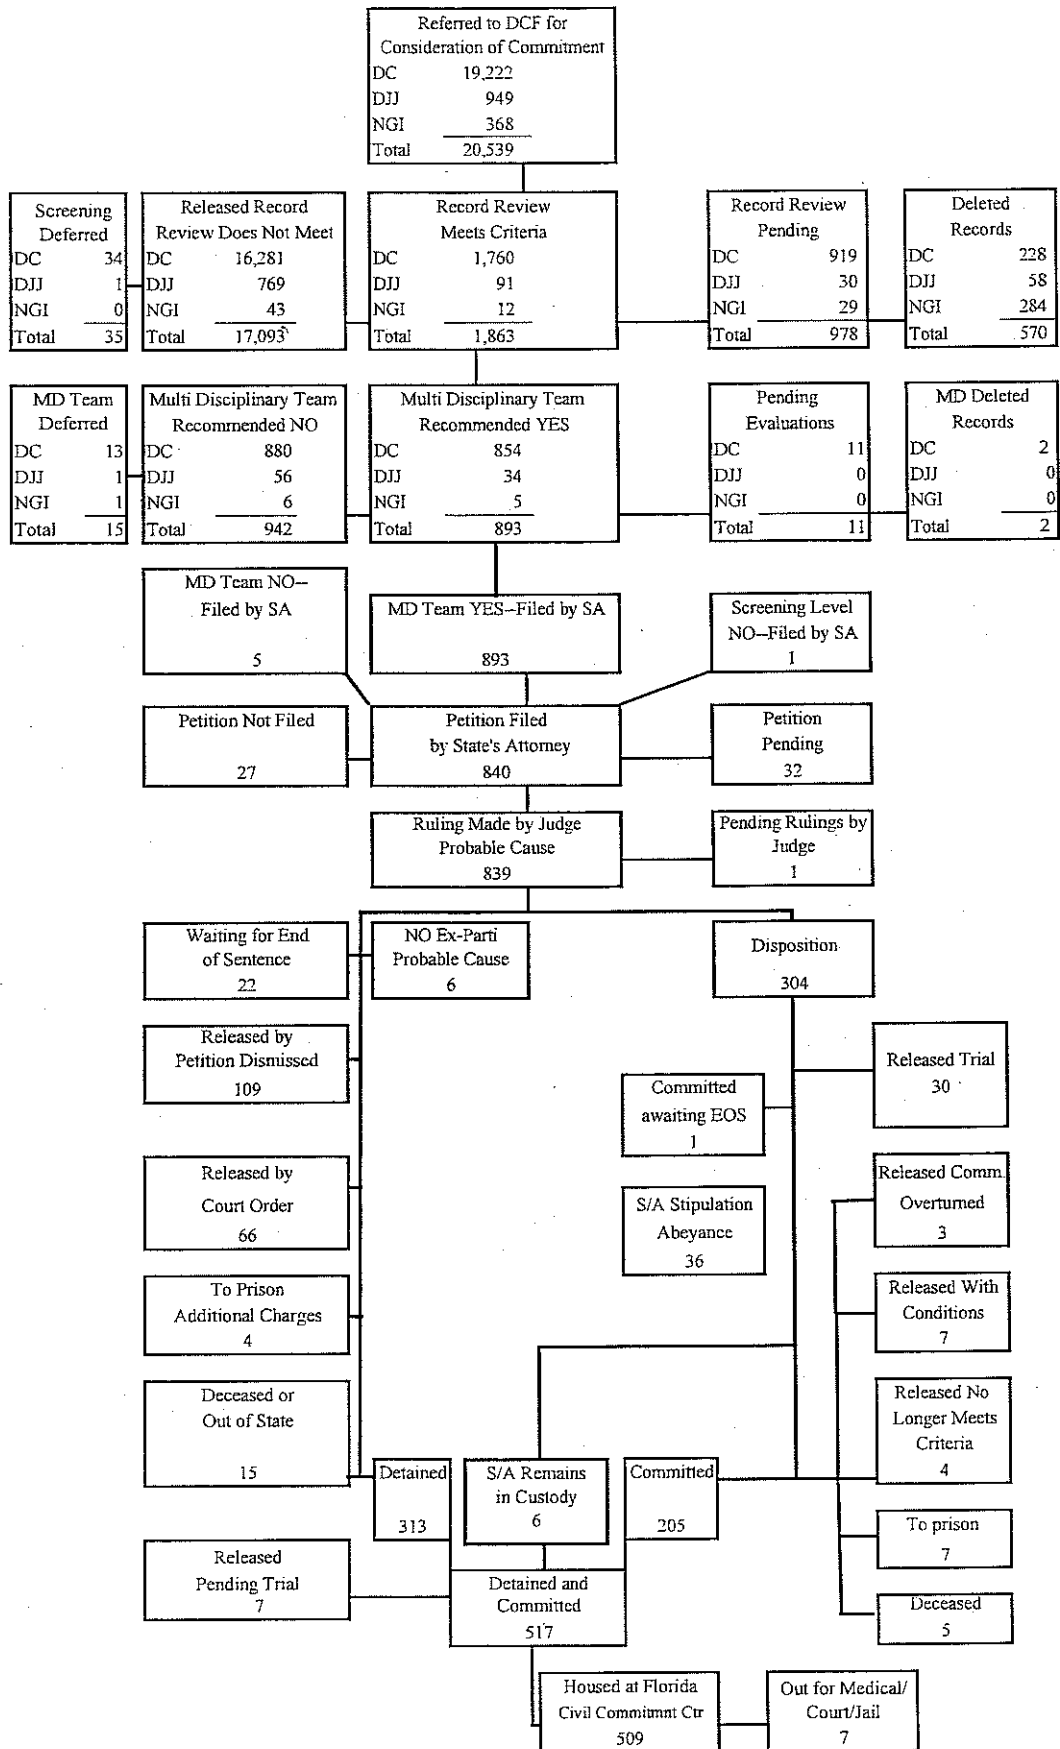 Referred to DCF for
Consideration of Commitment
DC 19,222
DJJ 949
NGI 368
Total 20,539
Screening
Deferred
DC 34
DJJ 1
NGI 0
Total 35
Released Record
Review Does Not Meet
DC 16,281
DJJ 769
NGI 43
Total 17,093
Record Review
Meets Criteria
DC 1,760
DJJ 91
NGI 12
Total 1,863
Record Review
Pending
DC 919
DJJ 30
NGI 29
Total 978
Deleted
Records
DC 228
DJJ 58
NGI 284
Total 570
MD Team
Deferred
DC 13
DJJ 1
NGI 1
Total 15
Multi Disciplinary Team
Recommended NO
DC 880
DJJ 56
NGI 6
Total 942
Multi Disciplinary Team
Recommended YES
DC 854
DJJ 34
NGI 5
Total 893
Pending
Evaluations
DC 11
DJJ 0
NGI 0
Total 11
MD Deleted
Records
DC 2
DJJ 0
NGI 0
Total 2
MD Team NO--
Filed by SA
5
MD Team YES--Filed by SA
893
Screening Level
NO--Filed by SA
1
Petition Not Filed
27
Petition Filed
by State's Attorney
840
Petition
Pending
32
Ruling Made by Judge
Probable Cause
839
Pending Rulings by
Judge
1
Waiting for End
of Sentence
22
NO Ex-Parti
Probable Cause
6
Disposition
304
Released by
Petition Dismissed
109
Released Trial
30
Committed
awaiting EOS
1
Released by
Court Order
66
S/A Stipulation
Abeyance
36
Released Comm.
Overturned
3
To Prison
Additional Charges
4
Released With
Conditions
7
Deceased or
Out of State
15
Released No
Longer Meets
Criteria
4
Detained
313
S/A Remains
in Custody
6
Committed
205
To prison
7
Released
Pending Trial
7
Detained and
Committed
517
Deceased
5
Housed at Florida
Civil Commitmnt Ctr
509
Out for Medical/
Court/Jail
7